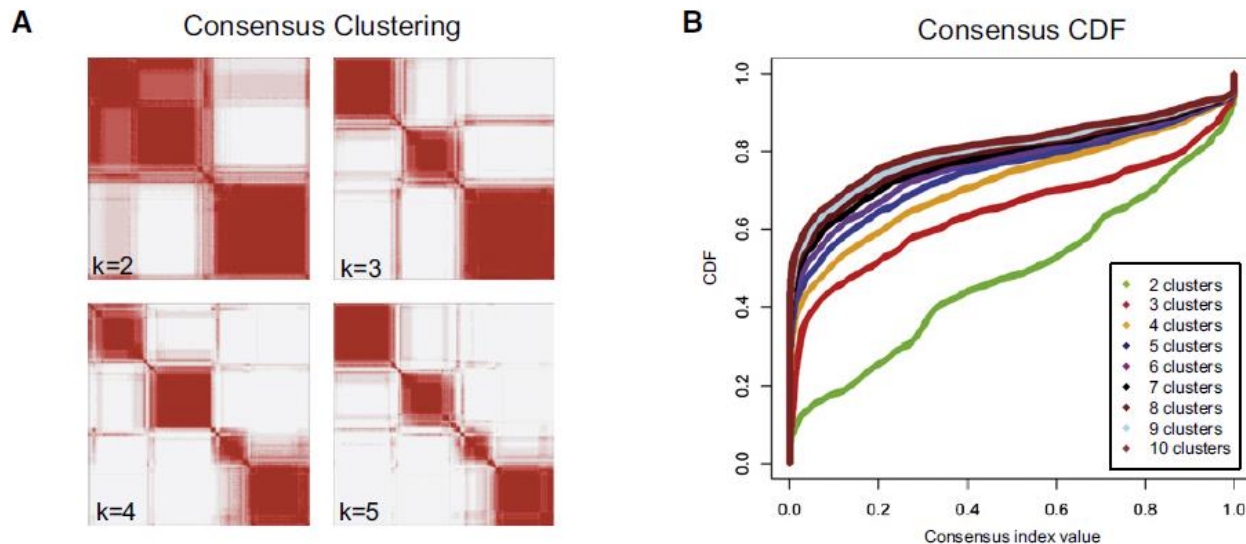 A
Consensus Clustering
k=2
k=3
k=4
k=5
B
Consensus CDF
CDF
1.0
0.8
0.6
0.4
0.2
0.0
2 clusters
3 clusters
4 clusters
5 clusters
6 clusters
7 clusters
8 clusters
9 clusters
10 clusters
0.0 0.2 0.4 0.6 0.8 1.0
Consensus index value